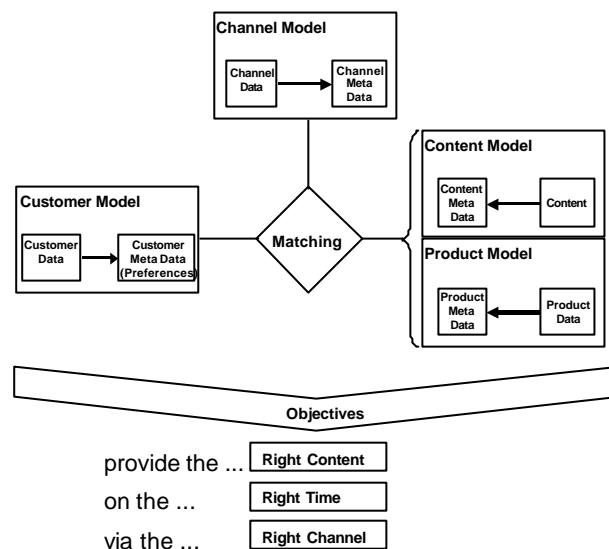 Channel Model
Channel
Data
Channel
Meta
Data
Content Model
Content
Meta
Data
Content
Customer Model
Customer
Data
Customer
Meta Data
(Preferences)
Matching
Product Model
Product
Meta
Data
Product
Data
Objectives
provide the ... Right Content
on the ... Right Time
via the ... Right Channel